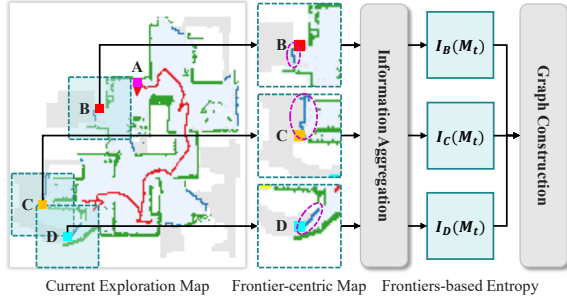 A
B
C
D
B
C
D
Information Aggregation
I_B(M_t)
I_C(M_t)
I_D(M_t)
Graph Construction
Current Exploration Map
Frontier-centric Map
Frontiers-based Entropy